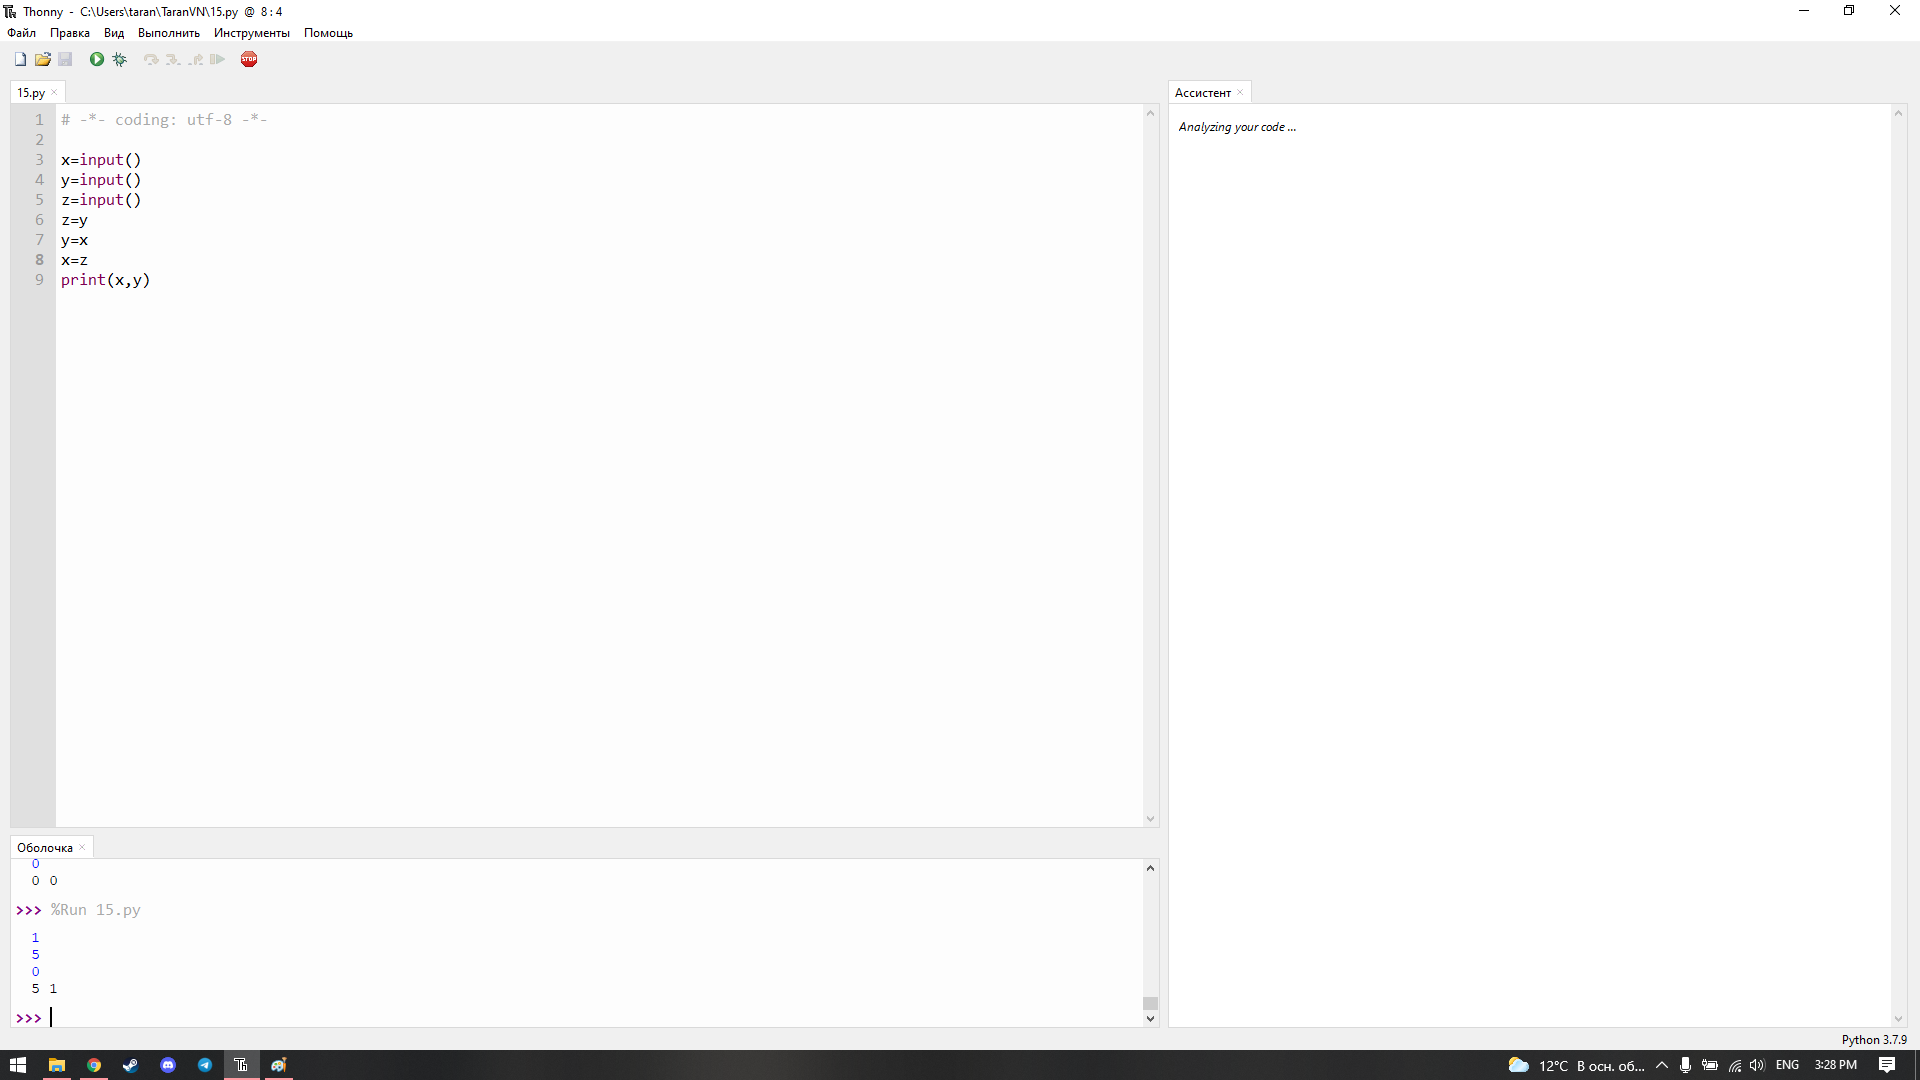 Thonny - C:\Users\taran\TaranVN\15.py @ 8 : 4
Файл Правка Вид Выполнить Инструменты Помощь
STOP
15.py
1 # -*- coding: utf-8 -*-
2
3 x=input()
4 y=input()
5 z=input()
6 z=y
7 y=x
8 x=z
9 print(x,y)
Ассистент
Analyzing your code ...
Оболочка
0
0 0
>>> %Run 15.py
1
5
0
5 1
>>>
Python 3.7.9
Th 12°C В осн. об... ENG 3:28 PM